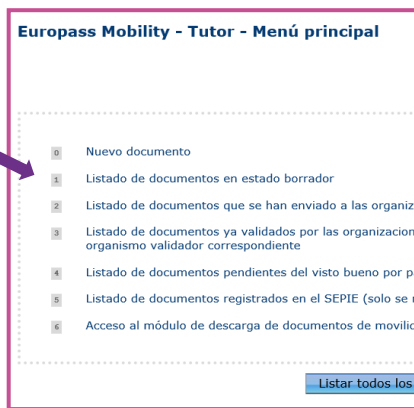 Europass Mobility - Tutor - Menú principal
0 Nuevo documento
1 Listado de documentos en estado borrador
2 Listado de documentos que se han enviado a las
3 Listado de documentos ya validados por las
organismo validador correspondiente
4 Listado de documentos pendientes del visto bueno por
5 Listado de documentos registrados en el SEPIE (solo se
6 Acceso al módulo de descarga de documentos de
Listar todos los